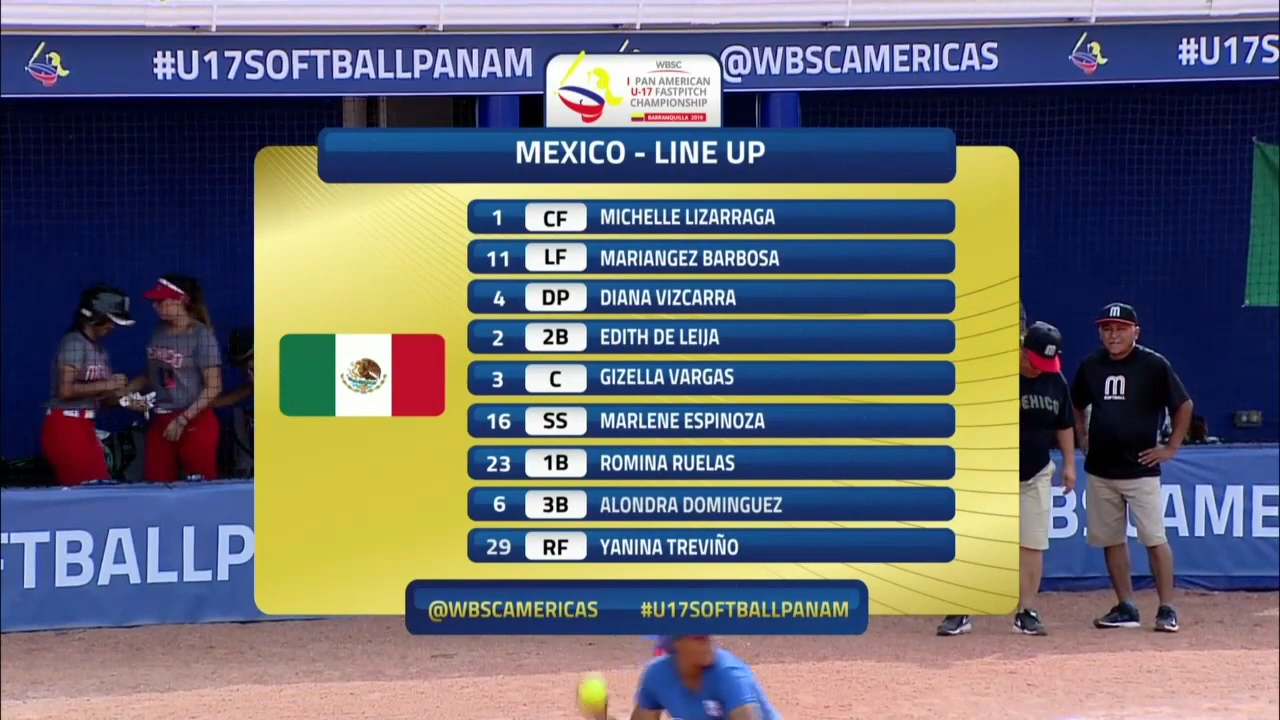 #U17SOFTBALLPANAM
@WBSCAMERICAS
#U17S
WBSC
I PAN AMERICAN
U-17 FASTPITCH
CHAMPIONSHIP
BARRANQUILLA 2019
MEXICO - LINE UP
1 CF MICHELLE LIZARRAGA
11 LF MARIANGEZ BARBOSA
4 DP DIANA VIZCARRA
2 2B EDITH DE LEIJA
3 C GIZELLA VARGAS
16 SS MARLENE ESPINOZA
23 1B ROMINA RUELAS
6 3B ALONDRA DOMINGUEZ
29 RF YANINA TREVIÑO
@WBSCAMERICAS #U17SOFTBALLPANAM
FTBALLP
BSCAME
M
SOFTBALL